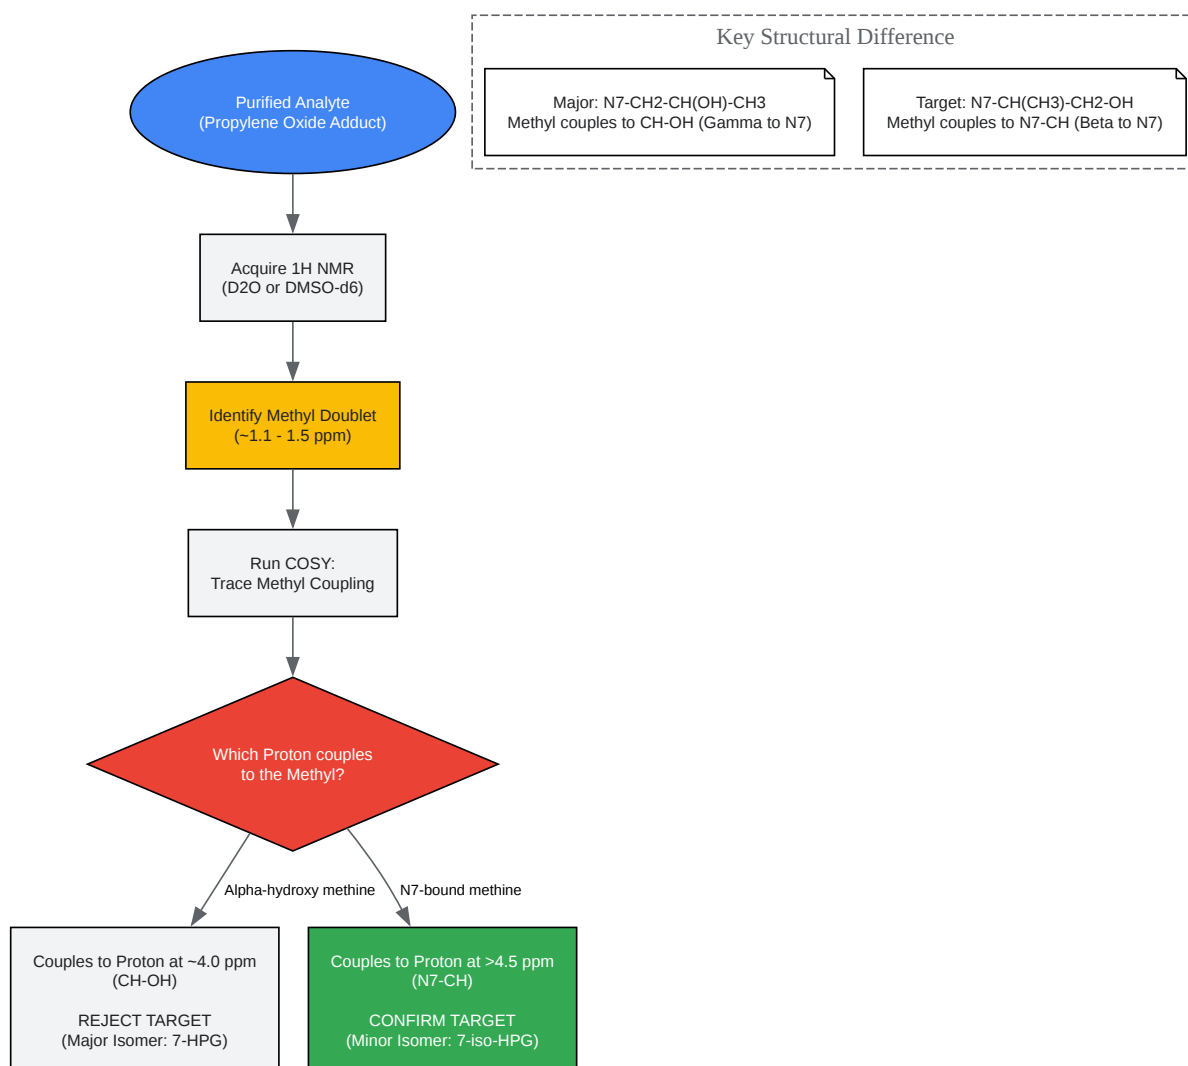 Key Structural Difference
Purified Analyte
(Propylene Oxide Adduct)
Major: N7-CH2-CH(OH)-CH3
Methyl couples to CH-OH (Gamma to N7)
Target: N7-CH(CH3)-CH2-OH
Methyl couples to N7-CH (Beta to N7)
Acquire 1H NMR
(D2O or DMSO-d6)
Identify Methyl Doublet
(~1.1 - 1.5 ppm)
Run COSY:
Trace Methyl Coupling
Which Proton couples
to the Methyl?
Alpha-hydroxy methine
N7-bound methine
Couples to Proton at ~4.0 ppm
(CH-OH)
REJECT TARGET
(Major Isomer: 7-HPG)
Couples to Proton at >4.5 ppm
(N7-CH)
CONFIRM TARGET
(Minor Isomer: 7-iso-HPG)